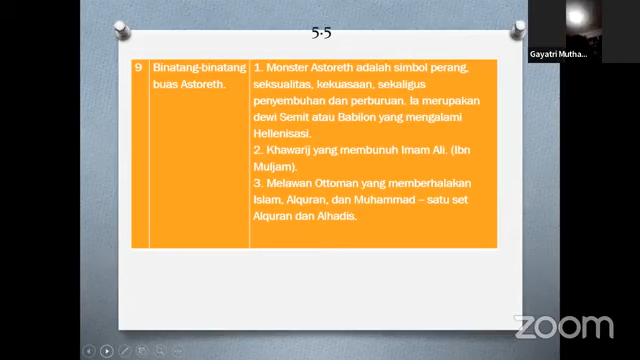 5.5
Gayatri Mutha...
9
Binatang-binatang
buas Astoreth.
1. Monster Astoreth adalah simbol perang,
seksualitas, kekuasaan, sekaligus
penyembuhan dan perburuan. Ia merupakan
dewi Semit atau Babilon yang mengalami
Hellenisasi.
2. Khawarij yang membunuh Imam Ali. (Ibn
Muljam).
3. Melawan Ottoman yang memberhalakan
Islam, Alquran, dan Muhammad – satu set
Alquran dan Alhadis.
zoom